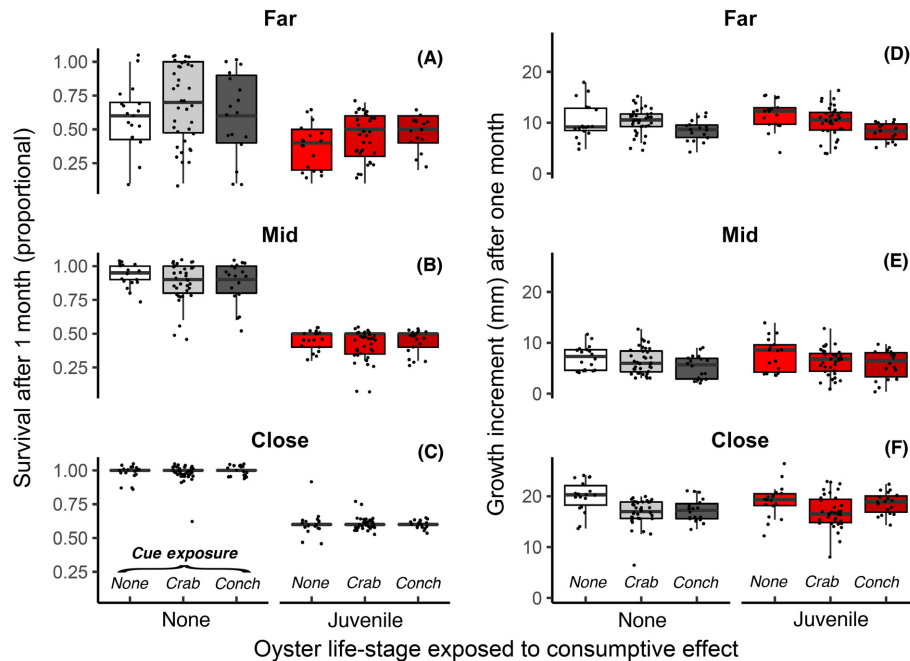 Far
Far
(A)
(D)
1.00
0.75
0.50
0.25
20
10
0
Mid
Mid
(B)
(E)
1.00
0.75
0.50
0.25
20
10
0
Close
Close
(C)
(F)
1.00
0.75
0.50
0.25
20
10
0
Cue exposure
None Crab Conch
None Crab Conch
None Crab Conch
None Crab Conch
None
Juvenile
None
Juvenile
Survival after 1 month (proportional)
Growth increment (mm) after one month
Oyster life-stage exposed to consumptive effect